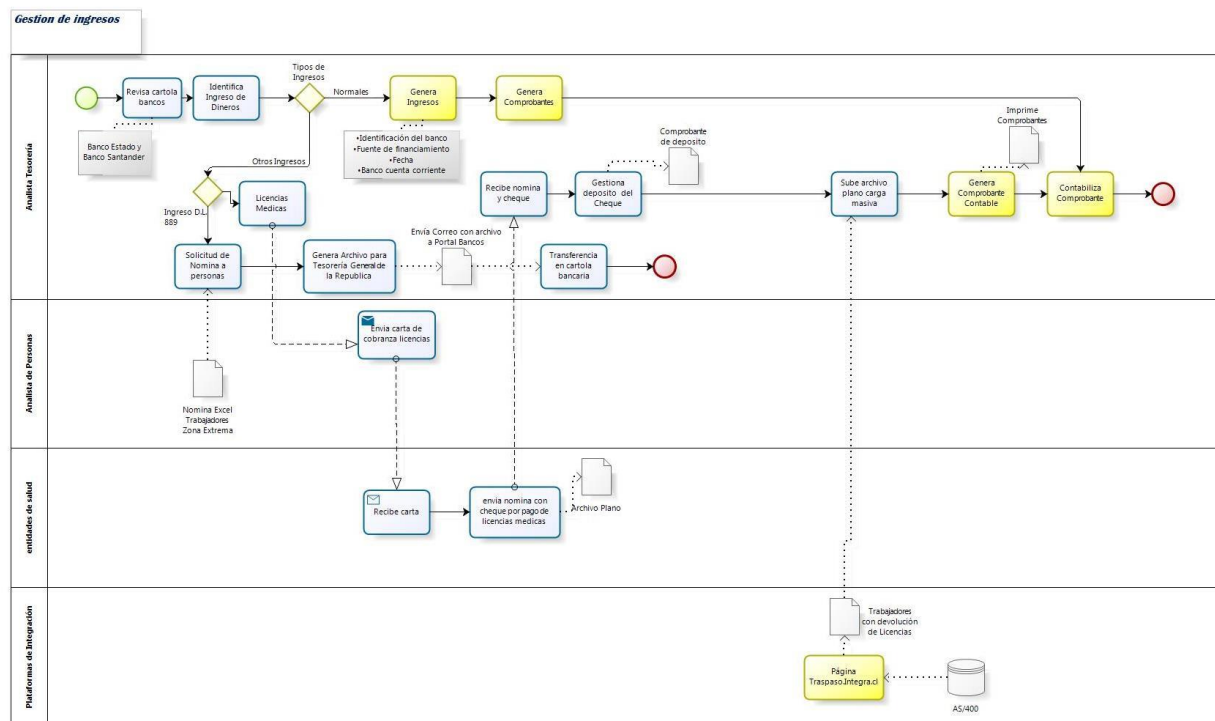 Gestion de ingresos
Analista Tesorería
Revisa cartola
bancos
Banco Estado y
Banco Santander
Identifica
Ingreso de
Dineros
Tipos de
Ingresos
Normales
Otros Ingresos
Genera
Ingresos
•Identificación del banco
•Fuente de financiamiento
•Fecha
•Banco cuenta corriente
Genera
Comprobantes
Ingreso D.L.
889
Licencias
Medicas
Solicitud de
Nomina a
personas
Genera Archivo para
Tesorería General de
la Republica
Envía Correo con archivo
a Portal Bancos
Transferencia
en cartola
bancaria
Recibe nomina
y cheque
Gestiona
deposito del
Cheque
Comprobante
de deposito
Sube archivo
plano carga
masiva
Genera
Comprobante
Contable
Imprime
Comprobantes
Contabiliza
Comprobante
Analista de Personas
Nomina Excel
Trabajadores
Zona Extrema
Envia carta de
cobranza licencias
entidades de salud
Recibe carta
envia nomina con
cheque por pago de
licencias medicas
Archivo Plano
Plataformas de Integración
Trabajadores
con devolución
de Licencias
Página
Traspaso.Integra.cl
AS/400